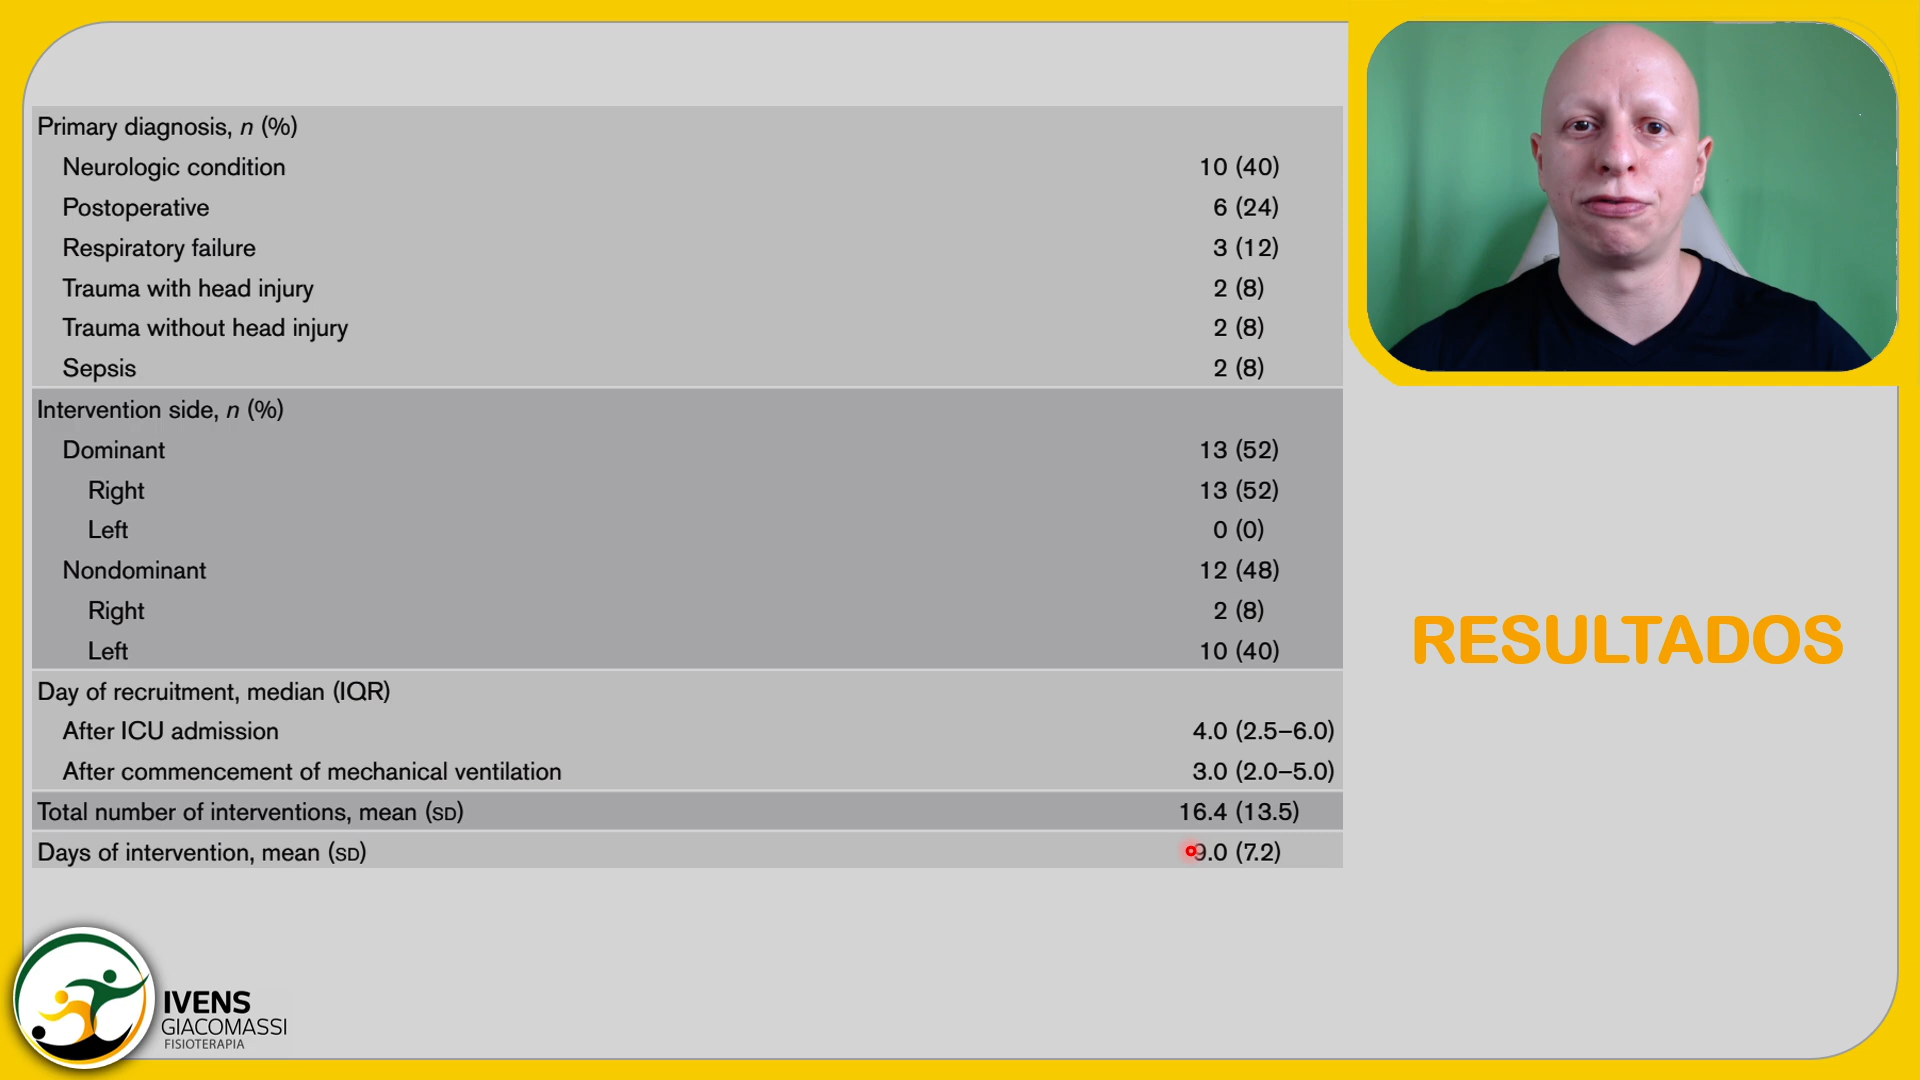 Primary diagnosis, n (%)
Neurologic condition 10 (40)
Postoperative 6 (24)
Respiratory failure 3 (12)
Trauma with head injury 2 (8)
Trauma without head injury 2 (8)
Sepsis 2 (8)
Intervention side, n (%)
Dominant 13 (52)
Right 13 (52)
Left 0 (0)
Nondominant 12 (48)
Right 2 (8)
Left 10 (40)
Day of recruitment, median (IQR)
After ICU admission 4.0 (2.5–6.0)
After commencement of mechanical ventilation 3.0 (2.0–5.0)
Total number of interventions, mean (SD) 16.4 (13.5)
Days of intervention, mean (SD) 9.0 (7.2)
RESULTADOS
IVENS
GIACOMASSI
FISIOTERAPIA